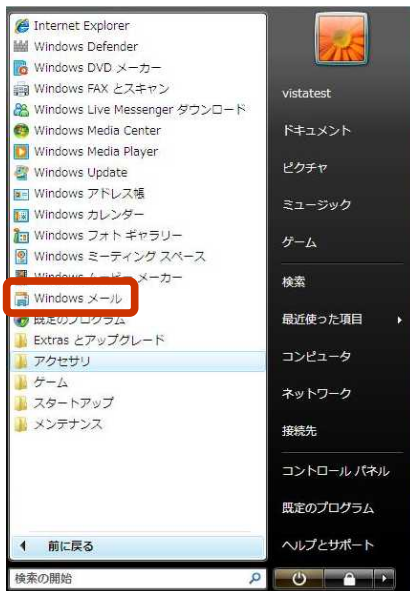 Internet Explorer
Windows Defender
Windows DVD メーカー
Windows FAX とスキャン
Windows Live Messenger ダウンロード
Windows Media Center
Windows Media Player
Windows Update
Windows アドレス帳
Windows カレンダー
Windows フォト ギャラリー
Windows ミーティング スペース
Windows ムービー メーカー
Windows メール
既定のプログラム
Extras とアップグレード
アクセサリ
ゲーム
スタートアップ
メンテナンス
前に戻る
検索の開始
vistatest
ドキュメント
ピクチャ
ミュージック
ゲーム
検索
最近使った項目
コンピュータ
ネットワーク
接続先
コントロール パネル
既定のプログラム
ヘルプとサポート